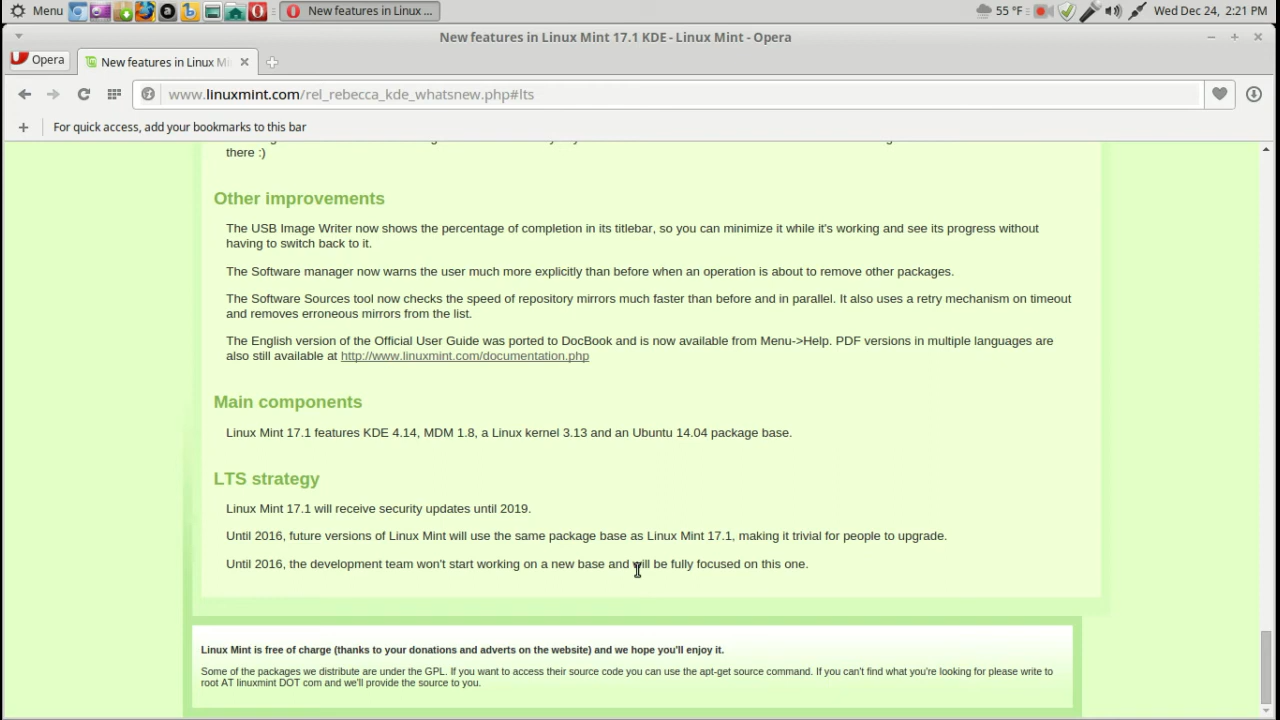 Menu
New features in Linux ...
55 °F
Wed Dec 24, 2:21 PM
New features in Linux Mint 17.1 KDE - Linux Mint - Opera
Opera
New features in Linux Mi
www.linuxmint.com/rel_rebecca_kde_whatsnew.php#lts
For quick access, add your bookmarks to this bar
there :)
Other improvements
The USB Image Writer now shows the percentage of completion in its titlebar, so you can minimize it while it's working and see its progress without
having to switch back to it.
The Software manager now warns the user much more explicitly than before when an operation is about to remove other packages.
The Software Sources tool now checks the speed of repository mirrors much faster than before and in parallel. It also uses a retry mechanism on timeout
and removes erroneous mirrors from the list.
The English version of the Official User Guide was ported to DocBook and is now available from Menu->Help. PDF versions in multiple languages are
also still available at http://www.linuxmint.com/documentation.php
Main components
Linux Mint 17.1 features KDE 4.14, MDM 1.8, a Linux kernel 3.13 and an Ubuntu 14.04 package base.
LTS strategy
Linux Mint 17.1 will receive security updates until 2019.
Until 2016, future versions of Linux Mint will use the same package base as Linux Mint 17.1, making it trivial for people to upgrade.
Until 2016, the development team won't start working on a new base and will be fully focused on this one.
Linux Mint is free of charge (thanks to your donations and adverts on the website) and we hope you'll enjoy it.
Some of the packages we distribute are under the GPL. If you want to access their source code you can use the apt-get source command. If you can't find what you're looking for please write to
root AT linuxmint DOT com and we'll provide the source to you.